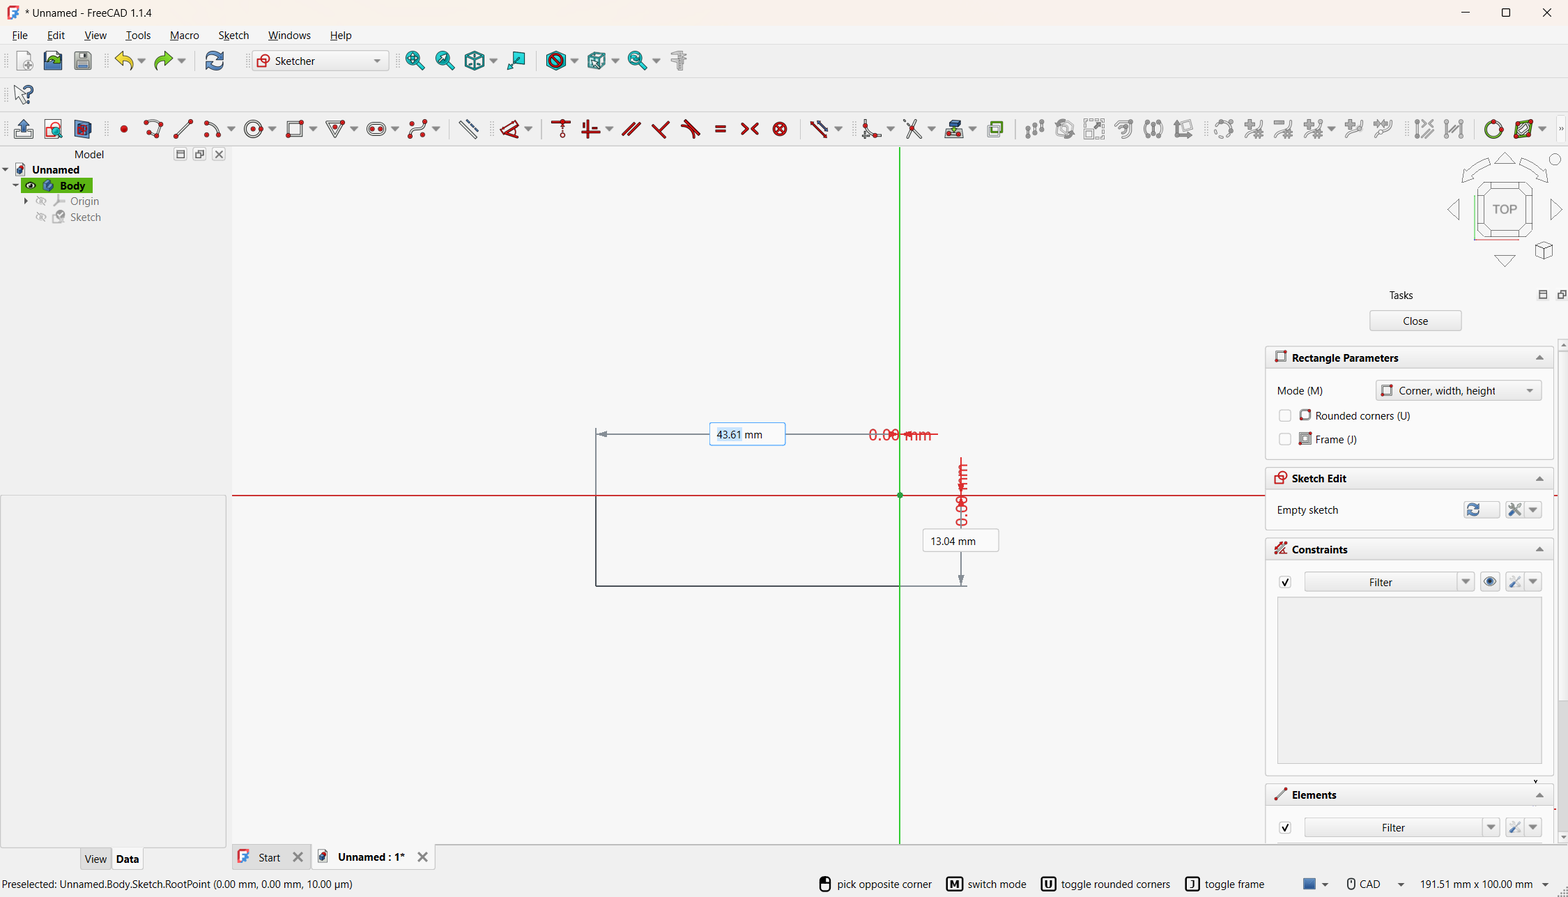 * Unnamed - FreeCAD 1.1.4
File Edit View Tools Macro Sketch Windows Help
Sketcher
Model
Unnamed
Body
Origin
Sketch
TOP
Tasks
Close
Rectangle Parameters
Mode (M) Corner, width, height
Rounded corners (U)
Frame (J)
Sketch Edit
Empty sketch
Constraints
Filter
Elements
Filter
43.61 mm
0.00 mm
0.00 mm
13.04 mm
View Data
Start Unnamed : 1*
Preselected: Unnamed.Body.Sketch.RootPoint (0.00 mm, 0.00 mm, 10.00 µm)
pick opposite corner M switch mode U toggle rounded corners J toggle frame CAD 191.51 mm x 100.00 mm